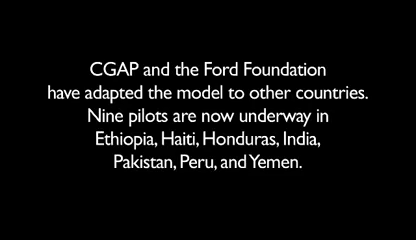 CGAP and the Ford Foundation
have adapted the model to other countries.
Nine pilots are now underway in
Ethiopia, Haiti, Honduras, India,
Pakistan, Peru, and Yemen.